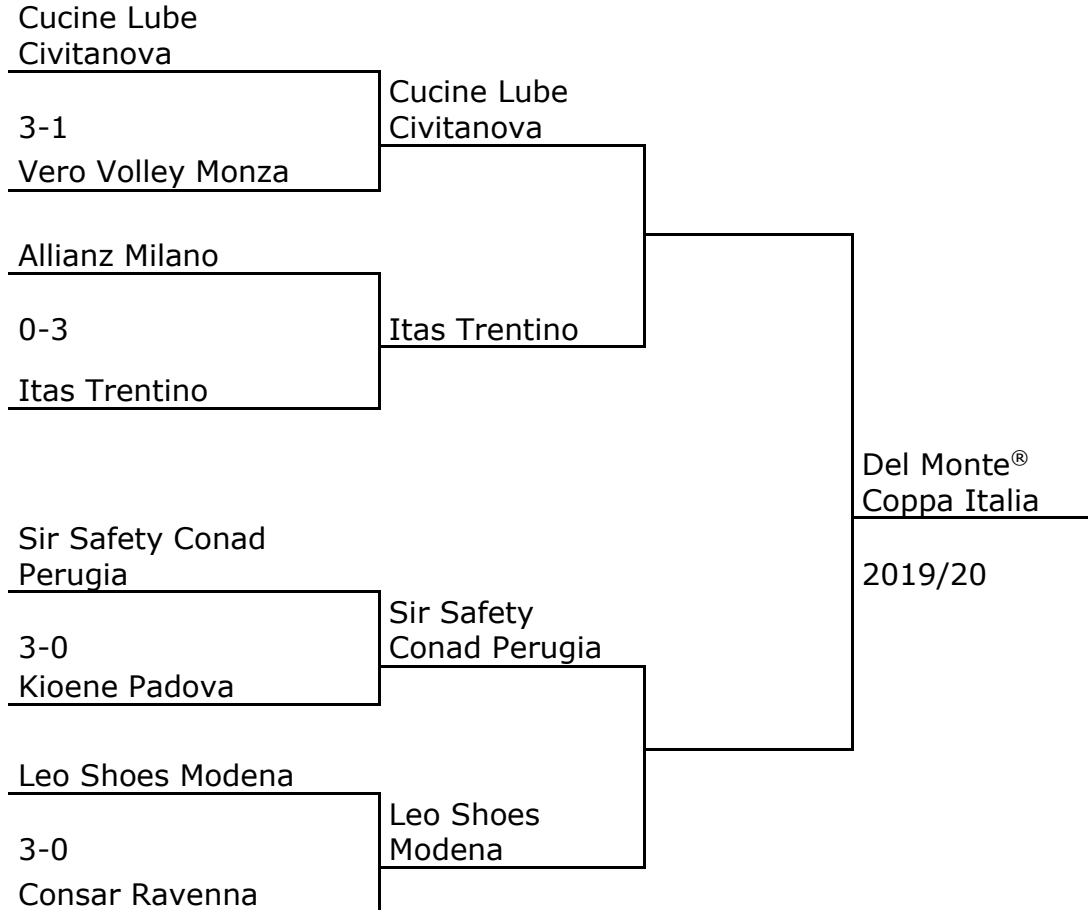 Cucine Lube
Civitanova
3-1
Vero Volley Monza
Allianz Milano
0-3
Itas Trentino
Sir Safety Conad
Perugia
3-0
Kioene Padova
Leo Shoes Modena
3-0
Consar Ravenna
Cucine Lube
Civitanova
Itas Trentino
Sir Safety
Conad Perugia
Leo Shoes
Modena
Del Monte®
Coppa Italia
2019/20